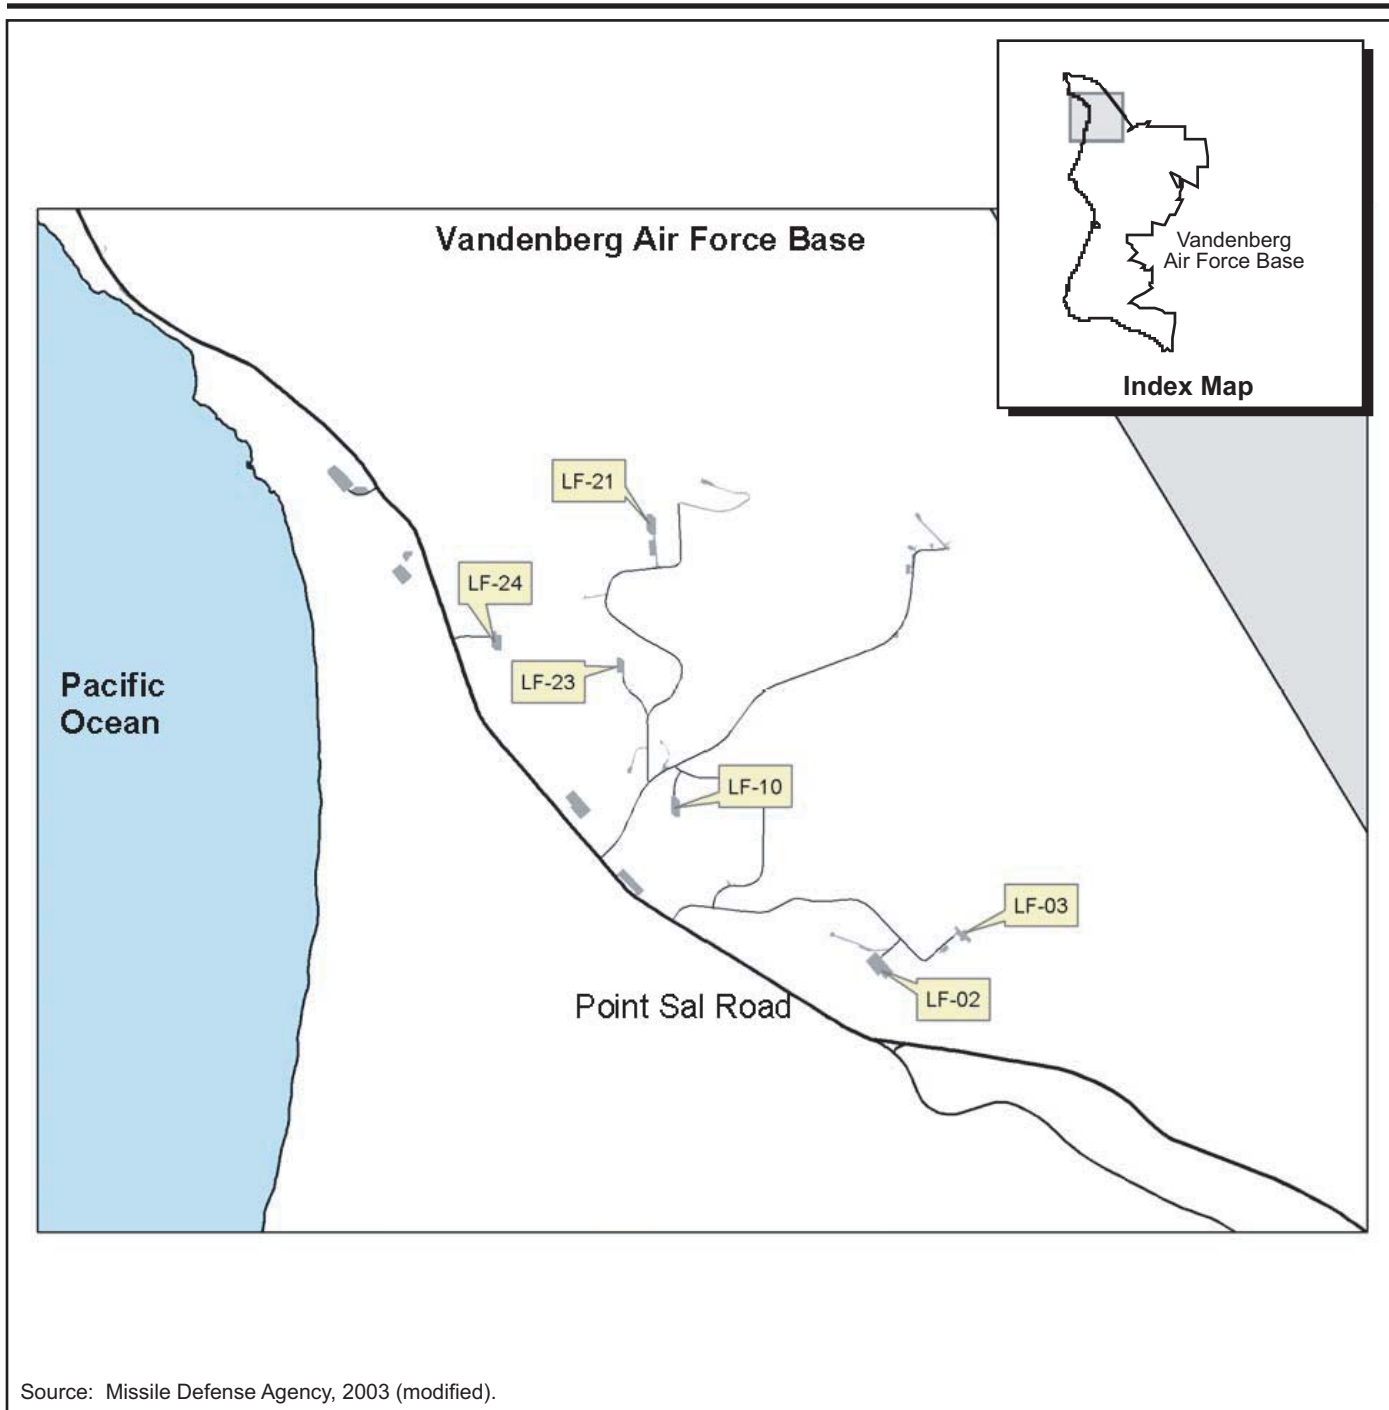 Vandenberg Air Force Base
Vandenberg
Air Force Base
Index Map
LF-21
LF-24
LF-23
Pacific
Ocean
LF-10
LF-03
LF-02
Point Sal Road
Source: Missile Defense Agency, 2003 (modified).